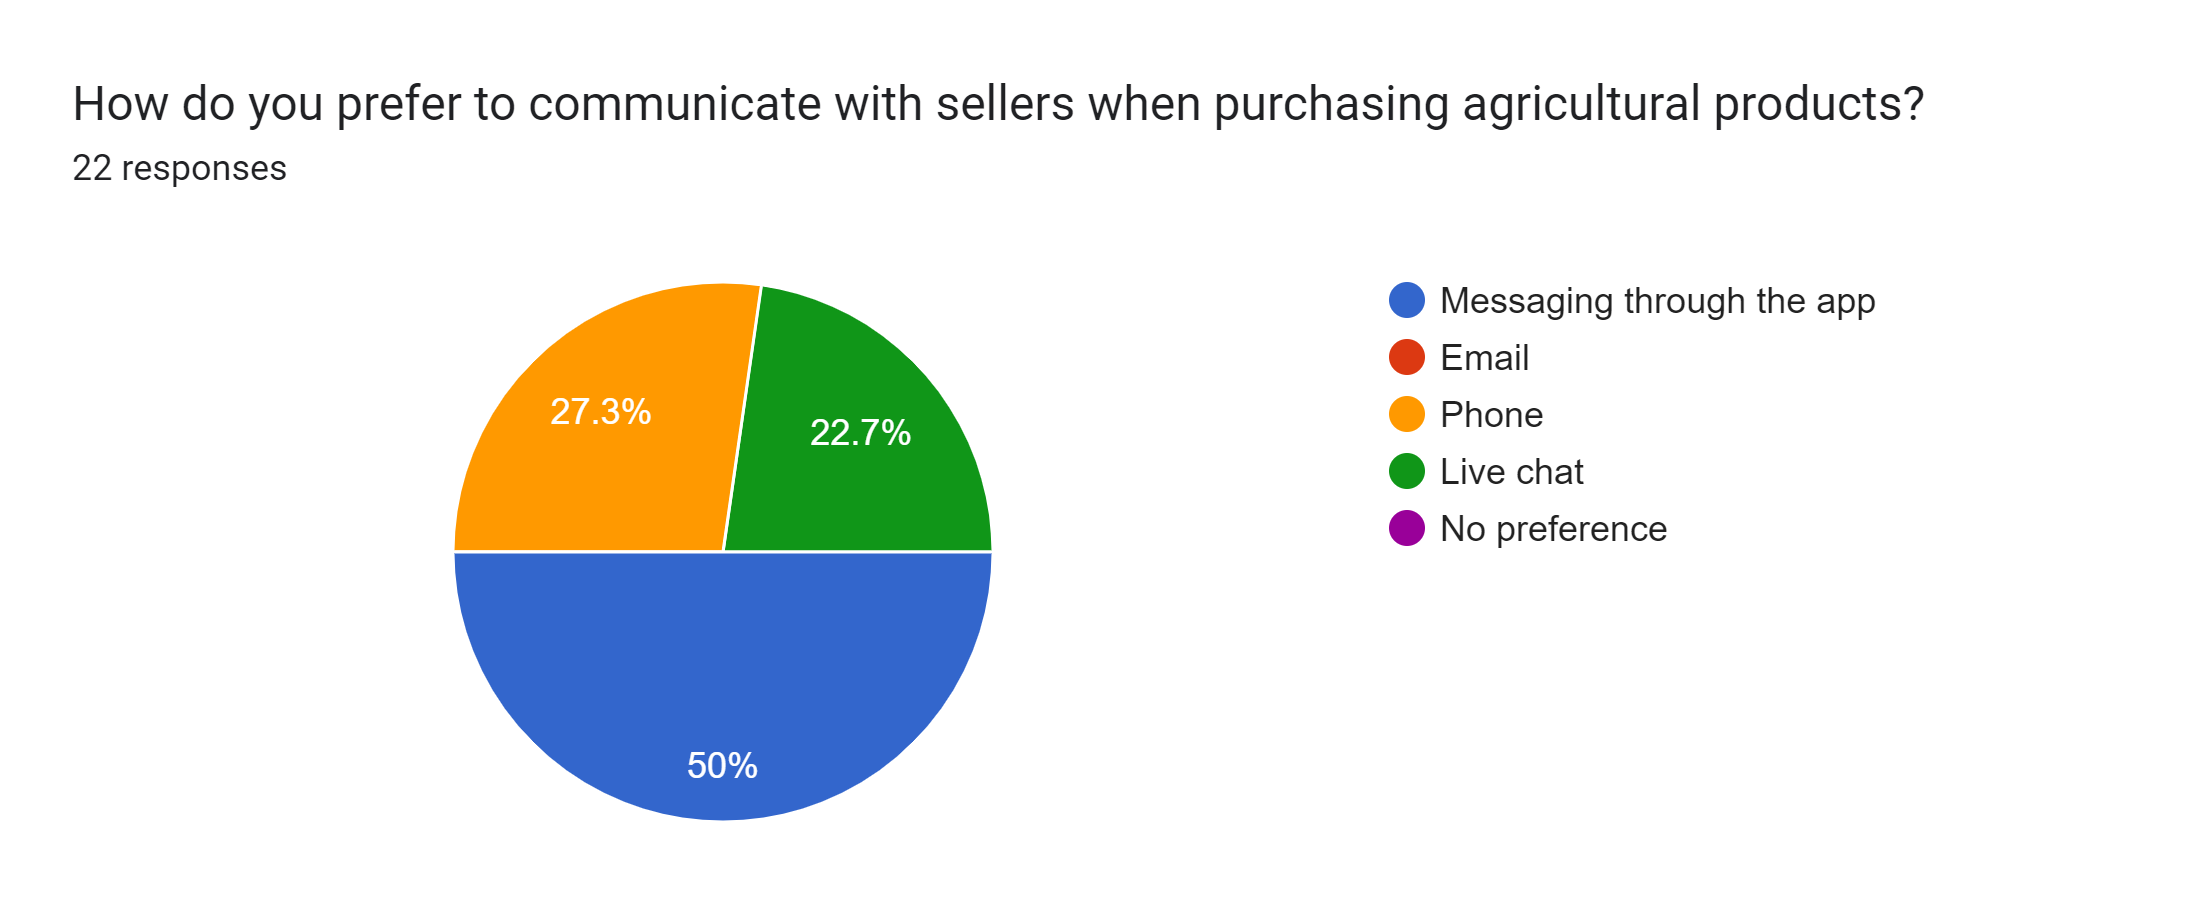 How do you prefer to communicate with sellers when purchasing agricultural products?
22 responses
27.3%
22.7%
50%
Messaging through the app
Email
Phone
Live chat
No preference